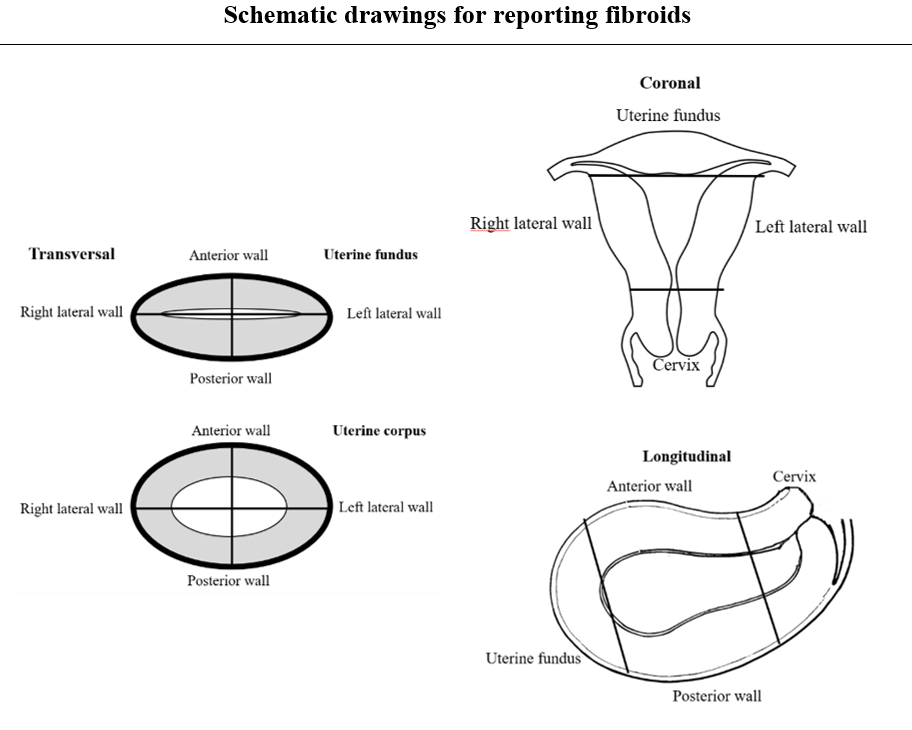 Schematic drawings for reporting fibroids
Coronal
Uterine fundus
Right lateral wall
Left lateral wall
Cervix
Transversal
Anterior wall
Uterine fundus
Right lateral wall
Left lateral wall
Posterior wall
Anterior wall
Uterine corpus
Right lateral wall
Left lateral wall
Posterior wall
Longitudinal
Anterior wall
Cervix
Uterine fundus
Posterior wall